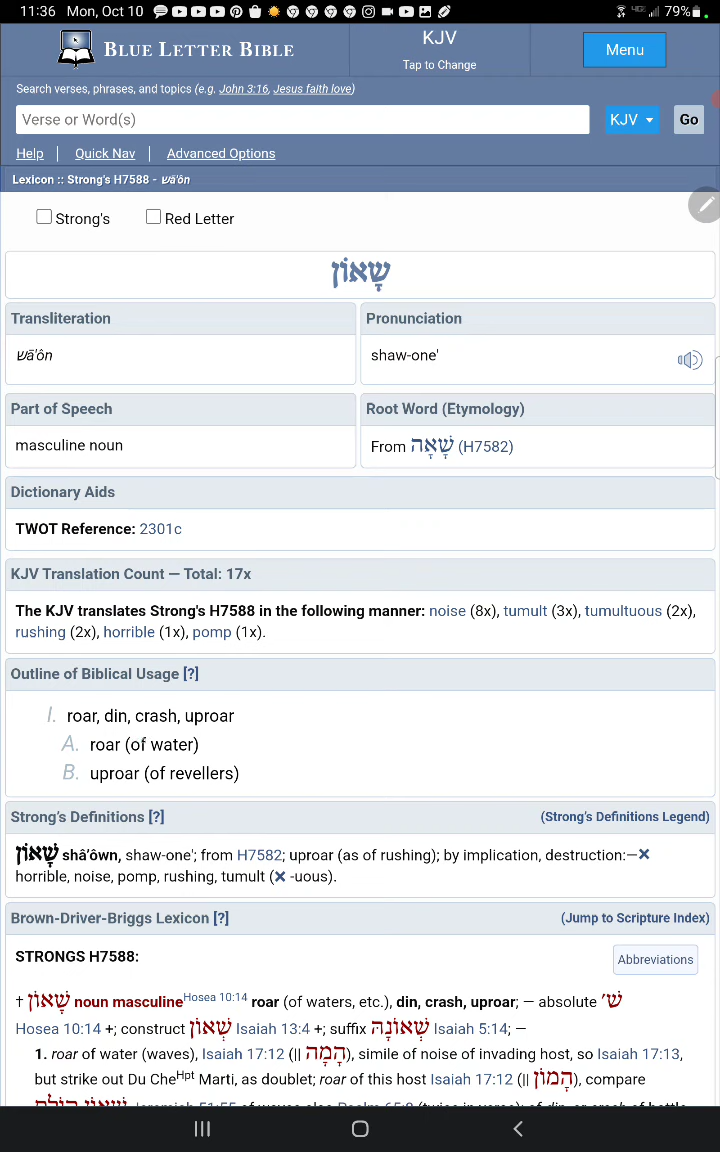 11:36 Mon, Oct 10 79%
BLUE LETTER BIBLE
KJV
Tap to Change
Menu
Search verses, phrases, and topics (e.g. John 3:16, Jesus faith love)
Verse or Word(s)
KJV
Go
Help | Quick Nav | Advanced Options
Lexicon :: Strong's H7588 - שāʼôn
Strong's Red Letter
שָׁאוֹן
Transliteration
שāʼôn
Pronunciation
shaw-one'
Part of Speech
masculine noun
Root Word (Etymology)
From שָׁאָה (H7582)
Dictionary Aids
TWOT Reference: 2301c
KJV Translation Count — Total: 17x
The KJV translates Strong's H7588 in the following manner: noise (8x), tumult (3x), tumultuous (2x),
rushing (2x), horrible (1x), pomp (1x).
Outline of Biblical Usage [?]
I. roar, din, crash, uproar
A. roar (of water)
B. uproar (of revellers)
Strong's Definitions [?] (Strong's Definitions Legend)
שָׁאוֹן shâʼôwn, shaw-one'; from H7582; uproar (as of rushing); by implication, destruction:—×
horrible, noise, pomp, rushing, tumult (× -uous).
Brown-Driver-Briggs Lexicon [?] (Jump to Scripture Index)
STRONGS H7588:
Abbreviations
† שָׁאוֹן noun masculine Hosea 10:14 roar (of waters, etc.), din, crash, uproar; — absolute שׁ׳
Hosea 10:14 +; construct שְׁאוֹן Isaiah 13:4 +; suffix שְׁאוֹנָהּ Isaiah 5:14; —
1. roar of water (waves), Isaiah 17:12 (|| הָמָה), simile of noise of invading host, so Isaiah 17:13,
but strike out Du Che Hpt Marti, as doublet; roar of this host Isaiah 17:12 (|| הָמוֹן), compare